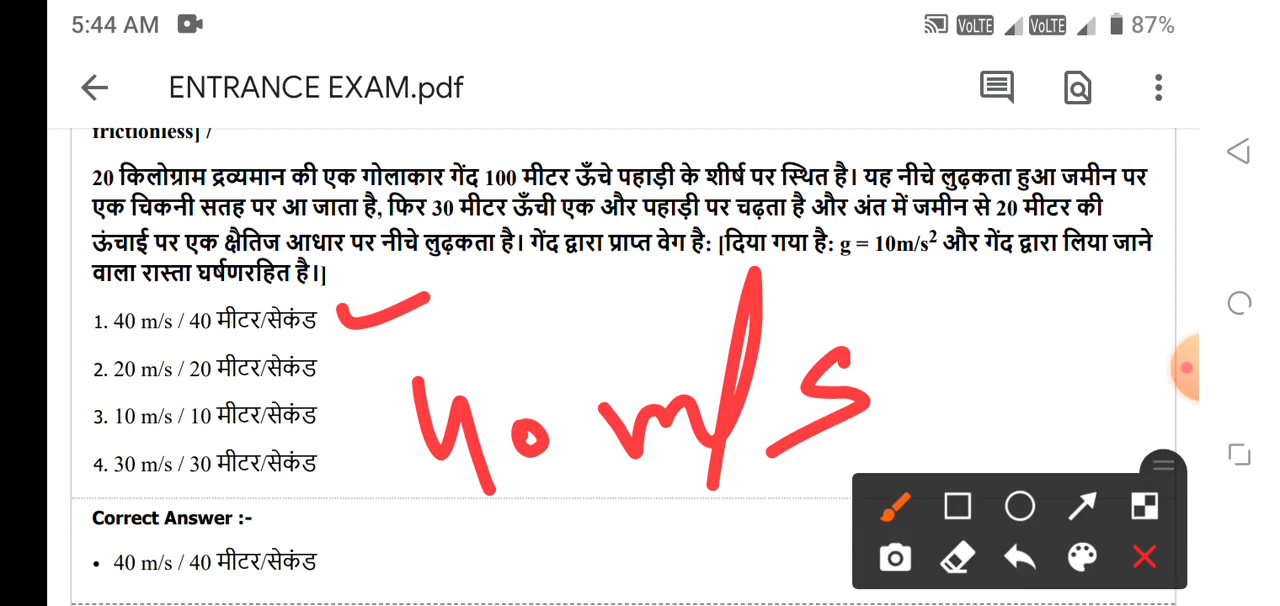 5:44 AM VoLTE VoLTE 87%
ENTRANCE EXAM.pdf
frictionless] /
20 किलोग्राम द्रव्यमान की एक गोलाकार गेंद 100 मीटर ऊँचे पहाड़ी के शीर्ष पर स्थित है। यह नीचे लुढ़कता हुआ जमीन पर
एक चिकनी सतह पर आ जाता है, फिर 30 मीटर ऊँची एक और पहाड़ी पर चढ़ता है और अंत में जमीन से 20 मीटर की
ऊंचाई पर एक क्षैतिज आधार पर नीचे लुढ़कता है। गेंद द्वारा प्राप्त वेग है: [दिया गया है: g = 10m/s² और गेंद द्वारा लिया जाने
वाला रास्ता घर्षणरहित है।]
1. 40 m/s / 40 मीटर/सेकंड
2. 20 m/s / 20 मीटर/सेकंड
3. 10 m/s / 10 मीटर/सेकंड
40 m/s
4. 30 m/s / 30 मीटर/सेकंड
Correct Answer :-
• 40 m/s / 40 मीटर/सेकंड